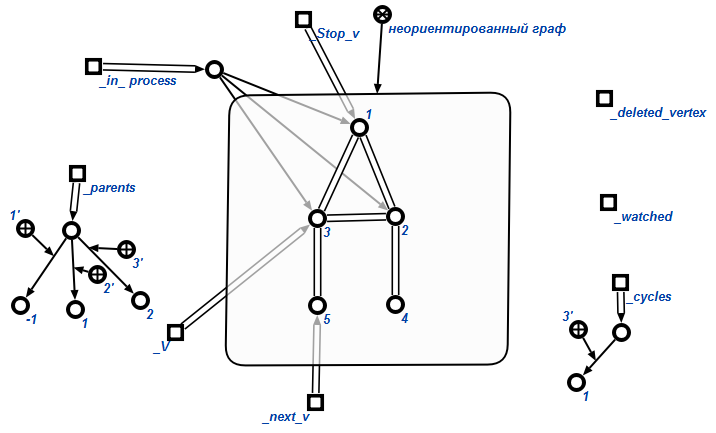 _Stop_v
неориентированный граф
_in_ process
1
_deleted_vertex
_parents
1'
_watched
3
2
3'
2'
_cycles
-1
1
2
5
4
3'
_V
1
_next_v